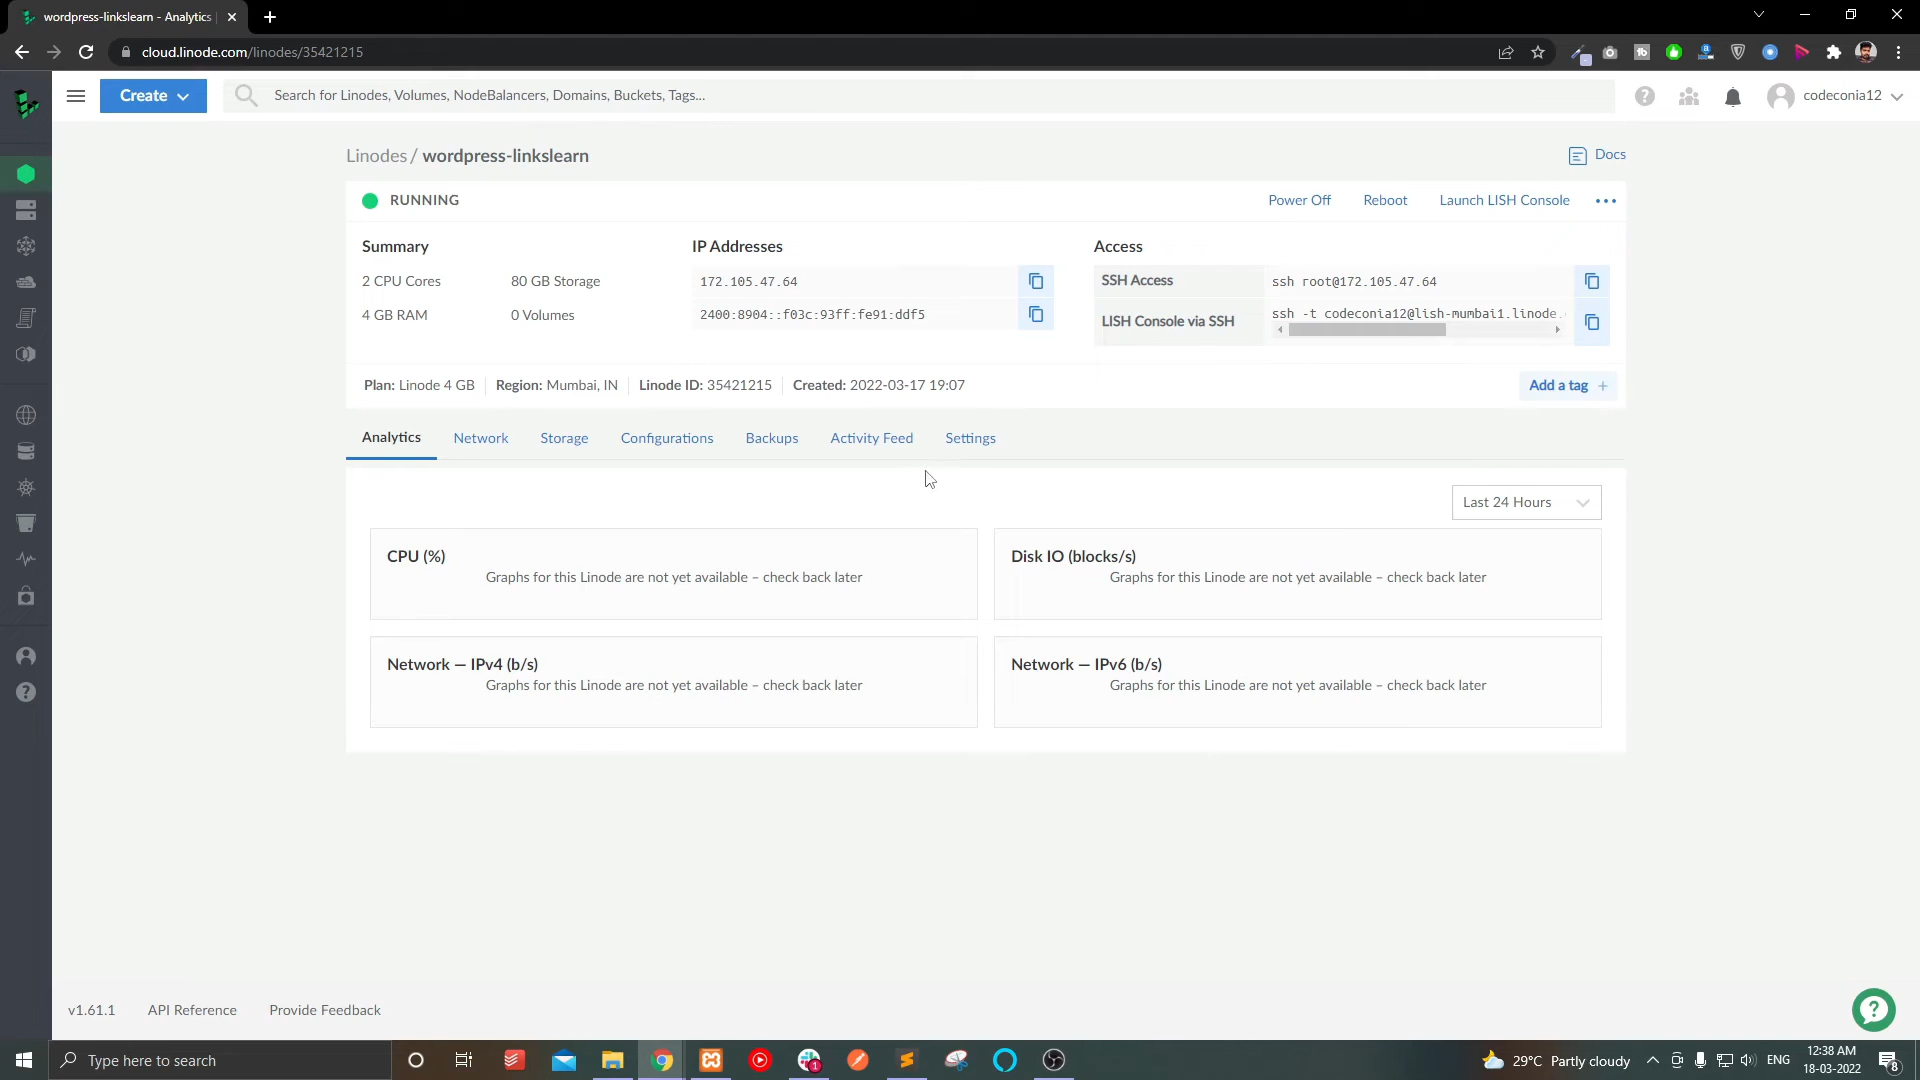 wordpress-linkslearn - Analytics
cloud.linode.com/linodes/35421215
Create
Search for Linodes, Volumes, NodeBalancers, Domains, Buckets, Tags...
codeconia12
Linodes / wordpress-linkslearn
Docs
RUNNING
Power Off
Reboot
Launch LISH Console
Summary
IP Addresses
Access
2 CPU Cores
80 GB Storage
172.105.47.64
SSH Access
ssh root@172.105.47.64
4 GB RAM
0 Volumes
2400:8904::f03c:93ff:fe91:ddf5
LISH Console via SSH
ssh -t codeconia12@lish-mumbai1.linode.
Plan: Linode 4 GB
Region: Mumbai, IN
Linode ID: 35421215
Created: 2022-03-17 19:07
Add a tag +
Analytics
Network
Storage
Configurations
Backups
Activity Feed
Settings
Last 24 Hours
CPU (%)
Graphs for this Linode are not yet available – check back later
Disk IO (blocks/s)
Graphs for this Linode are not yet available – check back later
Network — IPv4 (b/s)
Graphs for this Linode are not yet available – check back later
Network — IPv6 (b/s)
Graphs for this Linode are not yet available – check back later
v1.61.1
API Reference
Provide Feedback
Type here to search
1
29°C Partly cloudy
ENG
12:38 AM
18-03-2022
8